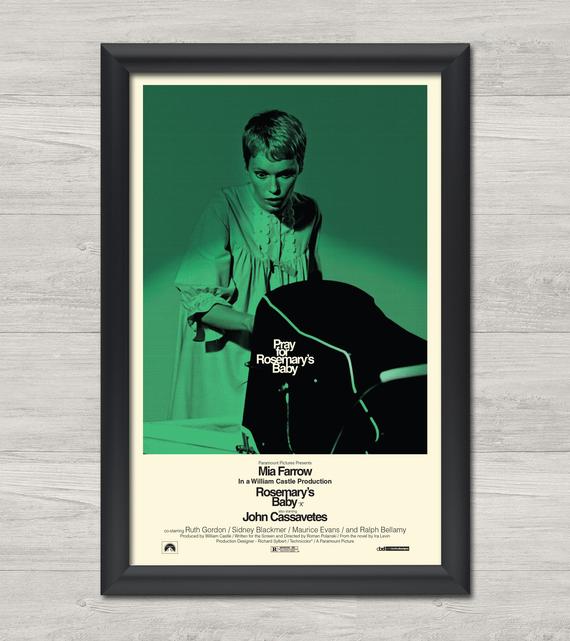 Pray
for
Rosemary's
Baby
Paramount Pictures Presents
Mia Farrow
In a William Castle Production
Rosemary's
Baby
also starring
John Cassavetes
co-starring Ruth Gordon / Sidney Blackmer / Maurice Evans / and Ralph Bellamy
Produced by William Castle / Written for the Screen and Directed by Roman Polanski / From the novel by Ira Levin
Production Designer - Richard Sylbert / Technicolor® / A Paramount Picture
R